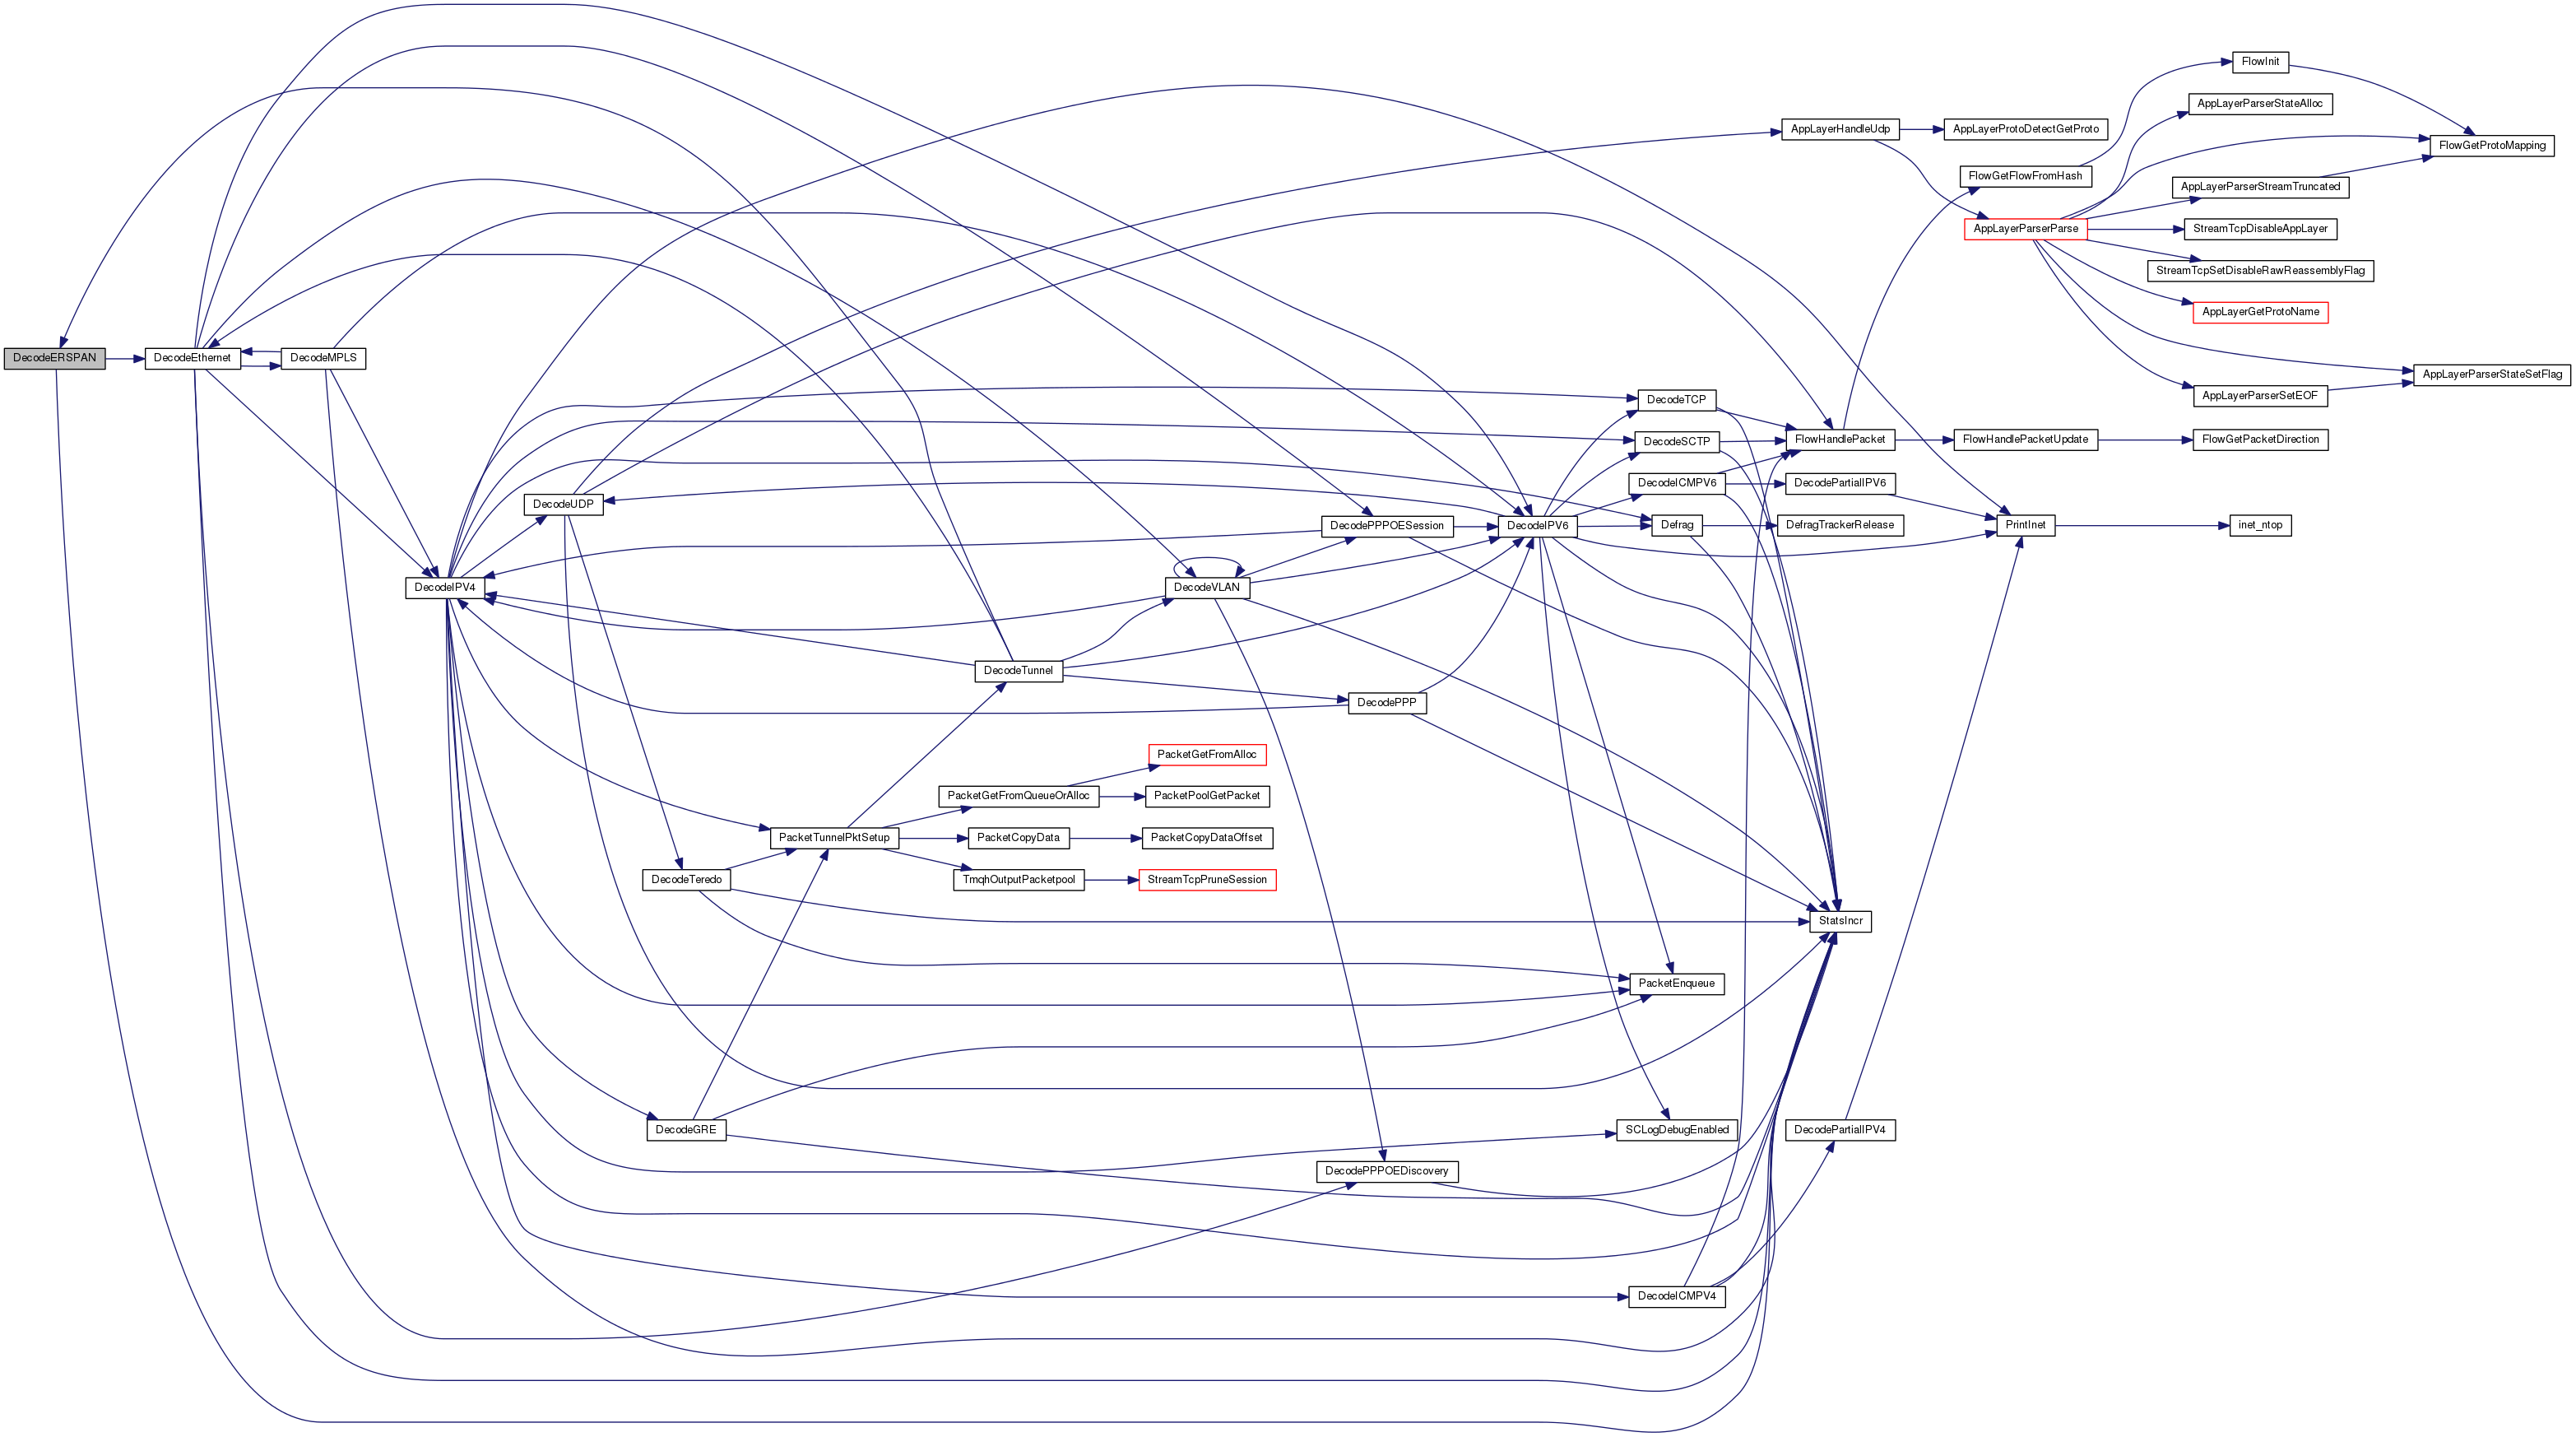 FlowInit
AppLayerParserStateAlloc
AppLayerHandleUdp
AppLayerProtoDetectGetProto
FlowGetProtoMapping
FlowGetFlowFromHash
AppLayerParserStreamTruncated
AppLayerParserParse
StreamTcpDisableAppLayer
StreamTcpSetDisableRawReassemblyFlag
AppLayerGetProtoName
DecodeERSPAN
DecodeEthernet
DecodeMPLS
AppLayerParserStateSetFlag
AppLayerParserSetEOF
DecodeTCP
DecodeSCTP
FlowHandlePacket
FlowHandlePacketUpdate
FlowGetPacketDirection
DecodeICMPV6
DecodePartialIPV6
DecodeUDP
DecodePPPOESession
DecodeIPV6
Defrag
DefragTrackerRelease
PrintInet
inet_ntop
DecodeIPV4
DecodeVLAN
DecodeTunnel
DecodePPP
PacketGetFromAlloc
PacketGetFromQueueOrAlloc
PacketPoolGetPacket
PacketTunnelPktSetup
PacketCopyData
PacketCopyDataOffset
DecodeTeredo
TmqhOutputPacketpool
StreamTcpPruneSession
StatsIncr
PacketEnqueue
DecodeGRE
SCLogDebugEnabled
DecodePartialIPV4
DecodePPPOEDiscovery
DecodeICMPV4